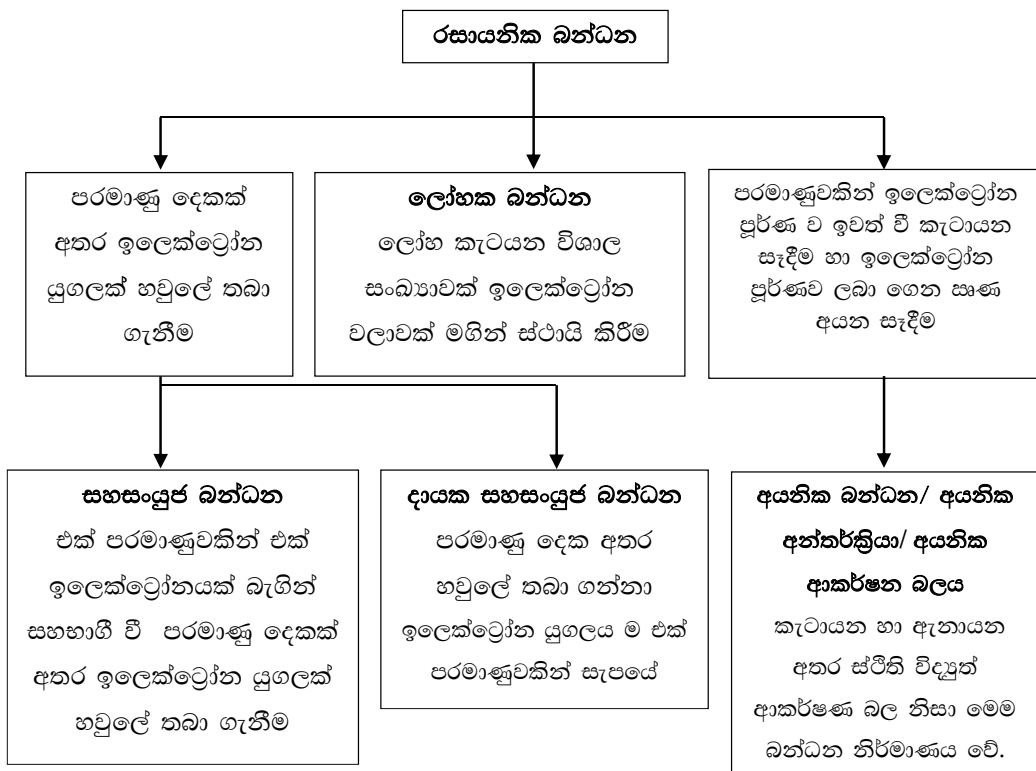 රසායනික බන්ධන
පරමාණු දෙකක්
අතර ඉලෙක්ට්‍රෝන
යුගලක් හවුලේ තබා
ගැනීම
ලෝහක බන්ධන
ලෝහ කැටයන විශාල
සංඛ්‍යාවක් ඉලෙක්ට්‍රෝන
වලාවක් මගින් ස්ථායි කිරීම
පරමාණුවකින් ඉලෙක්ට්‍රෝන
පූර්ණ ව ඉවත් වී කැටායන
සෑදීම හා ඉලෙක්ට්‍රෝන
පූර්ණව ලබා ගෙන ඍණ
අයන සෑදීම
සහසංයුජ බන්ධන
එක් පරමාණුවකින් එක්
ඉලෙක්ට්‍රෝනයක් බැගින්
සහභාගී වී පරමාණු දෙකක්
අතර ඉලෙක්ට්‍රෝන යුගලක්
හවුලේ තබා ගැනීම
දායක සහසංයුජ බන්ධන
පරමාණු දෙක අතර
හවුලේ තබා ගන්නා
ඉලෙක්ට්‍රෝන යුගලය ම එක්
පරමාණුවකින් සැපයේ
අයනික බන්ධන/ අයනික
අන්තර්ක්‍රියා/ අයනික
ආකර්ෂන බලය
කැටායන හා ඇනායන
අතර ස්ථිති විද්‍යුත්
ආකර්ෂණ බල නිසා මෙම
බන්ධන නිර්මාණය වේ.